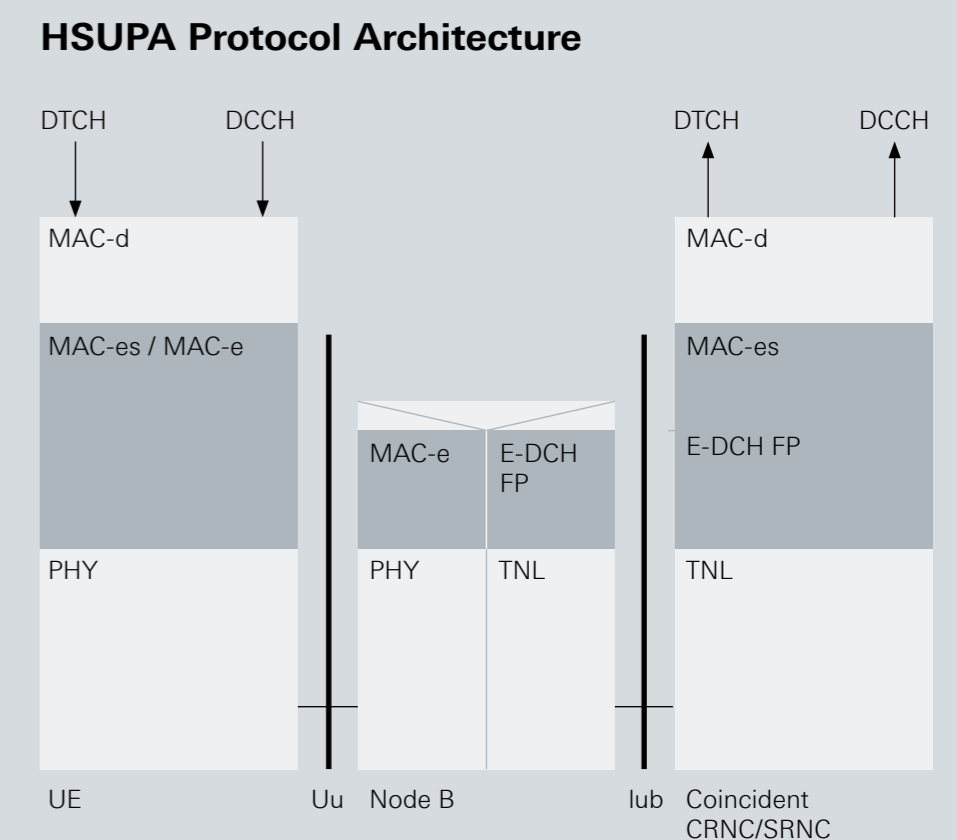 HSUPA Protocol Architecture
DTCH
DCCH
DTCH
DCCH
MAC-d
MAC-d
MAC-es / MAC-e
MAC-es
MAC-e
E-DCH
FP
E-DCH FP
PHY
PHY
TNL
TNL
UE
Uu
Node B
Iub
Coincident
CRNC/SRNC